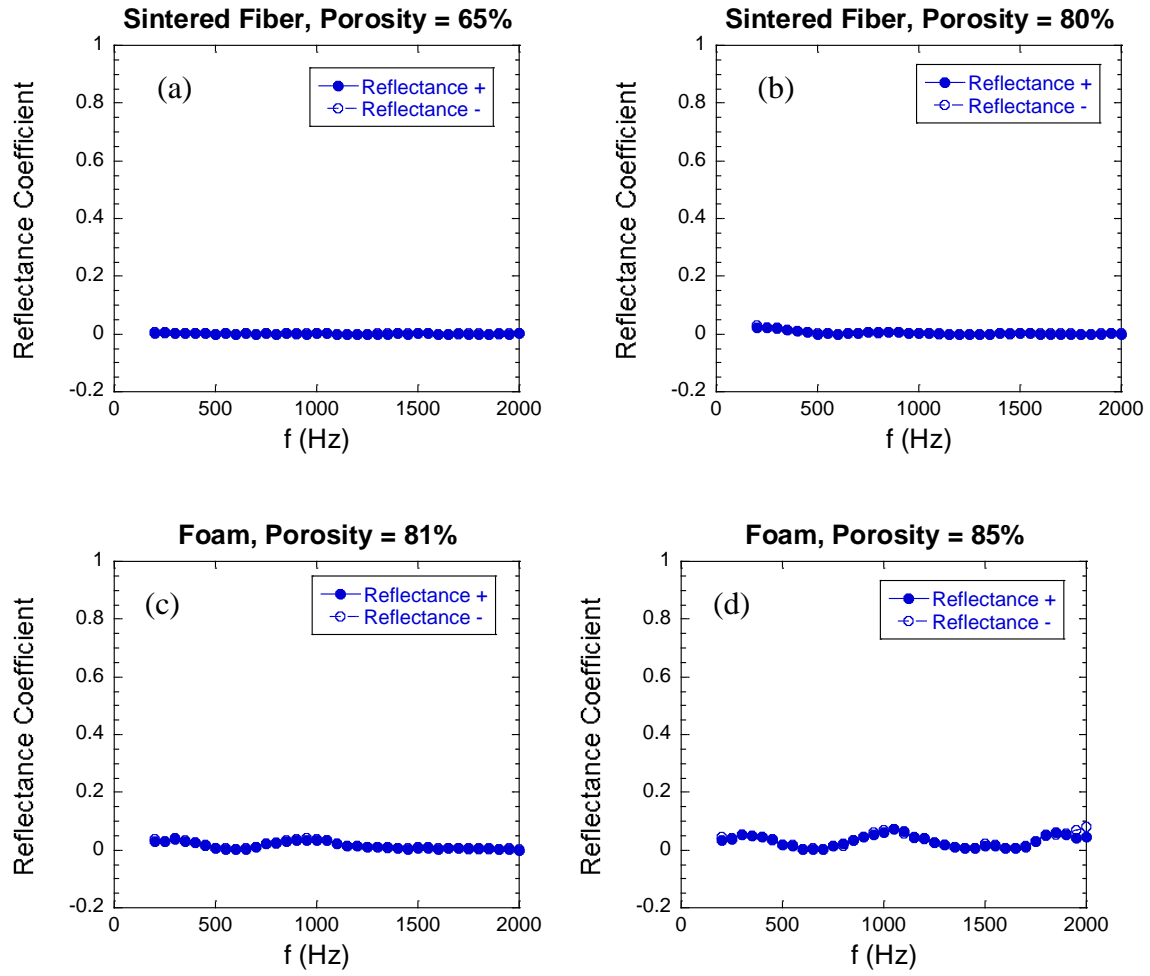 Sintered Fiber, Porosity = 65%
1
0.8
0.6
0.4
0.2
0
-0.2
Reflectance Coefficient
(a)
Reflectance +
Reflectance -
0 500 1000 1500 2000
f (Hz)
Sintered Fiber, Porosity = 80%
1
0.8
0.6
0.4
0.2
0
-0.2
Reflectance Coefficient
(b)
Reflectance +
Reflectance -
0 500 1000 1500 2000
f (Hz)
Foam, Porosity = 81%
1
0.8
0.6
0.4
0.2
0
-0.2
Reflectance Coefficient
(c)
Reflectance +
Reflectance -
0 500 1000 1500 2000
f (Hz)
Foam, Porosity = 85%
1
0.8
0.6
0.4
0.2
0
-0.2
Reflectance Coefficient
(d)
Reflectance +
Reflectance -
0 500 1000 1500 2000
f (Hz)